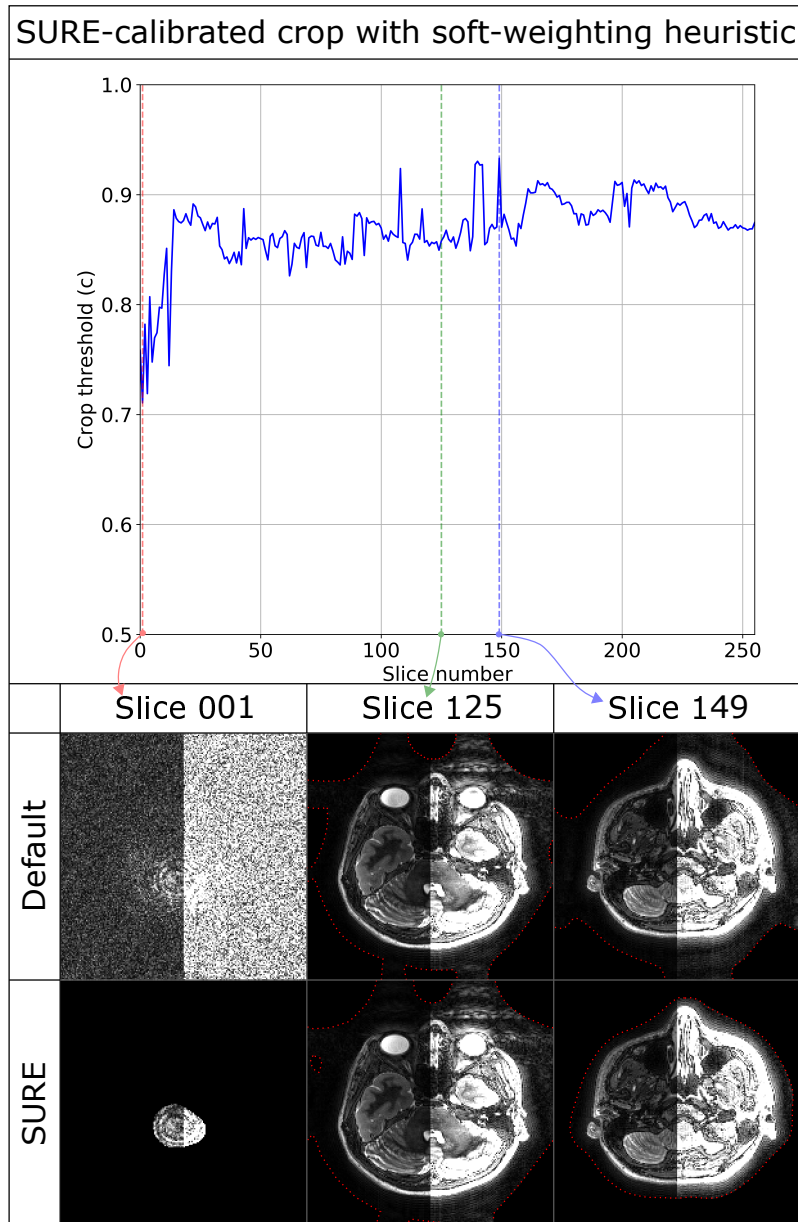 SURE-calibrated crop with soft-weighting heuristic
1.0
0.9
0.8
0.7
0.6
0.5
Crop threshold (c)
0 50 100 150 200 250
Slice number
Slice 001 Slice 125 Slice 149
Default
SURE